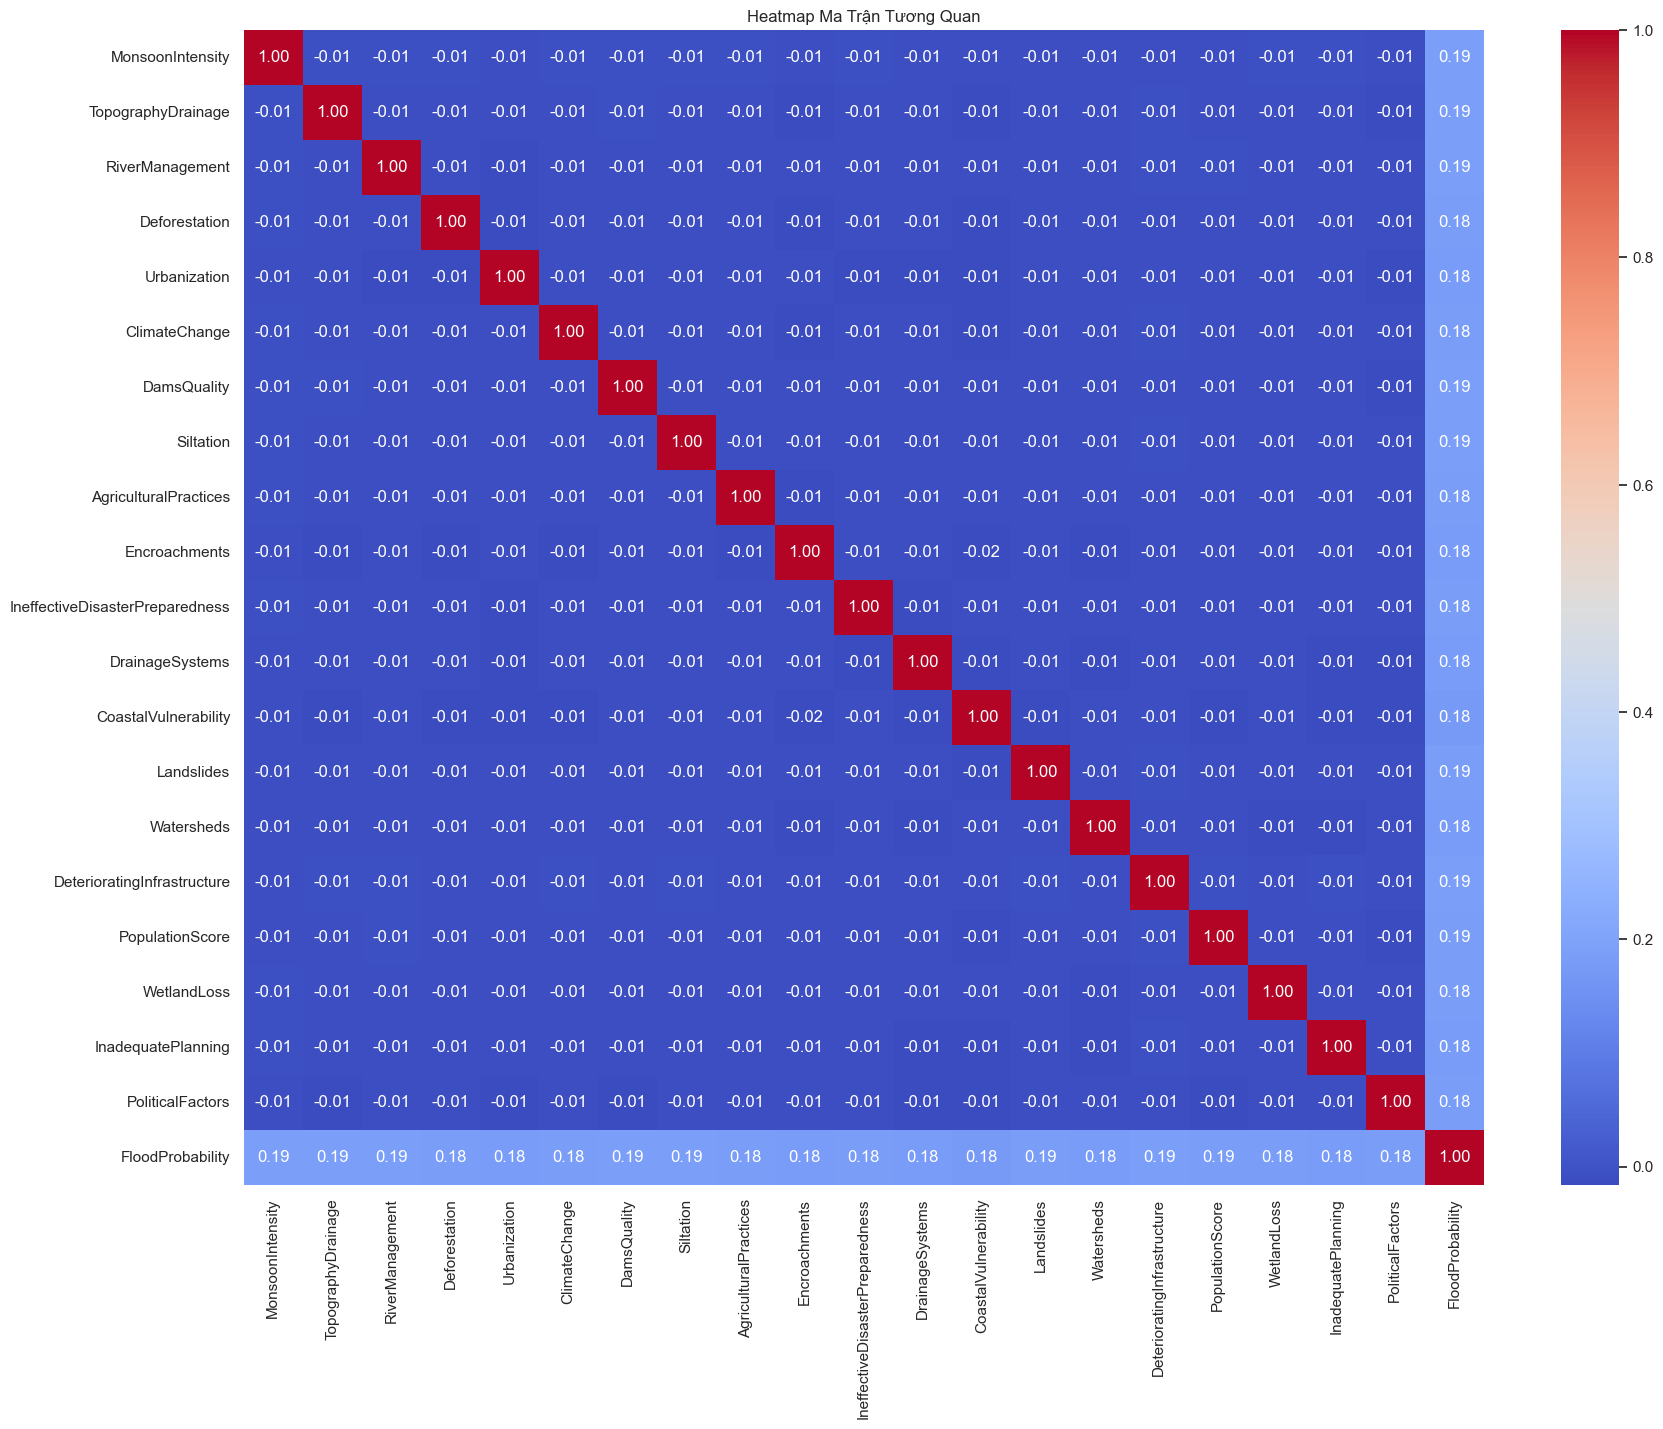 Heatmap Ma Trận Tương Quan
MonsoonIntensity 1.00 -0.01 -0.01 -0.01 -0.01 -0.01 -0.01 -0.01 -0.01 -0.01 -0.01 -0.01 -0.01 -0.01 -0.01 -0.01 -0.01 -0.01 -0.01 -0.01 0.19
TopographyDrainage -0.01 1.00 -0.01 -0.01 -0.01 -0.01 -0.01 -0.01 -0.01 -0.01 -0.01 -0.01 -0.01 -0.01 -0.01 -0.01 -0.01 -0.01 -0.01 -0.01 0.19
RiverManagement -0.01 -0.01 1.00 -0.01 -0.01 -0.01 -0.01 -0.01 -0.01 -0.01 -0.01 -0.01 -0.01 -0.01 -0.01 -0.01 -0.01 -0.01 -0.01 -0.01 0.19
Deforestation -0.01 -0.01 -0.01 1.00 -0.01 -0.01 -0.01 -0.01 -0.01 -0.01 -0.01 -0.01 -0.01 -0.01 -0.01 -0.01 -0.01 -0.01 -0.01 -0.01 0.18
Urbanization -0.01 -0.01 -0.01 -0.01 1.00 -0.01 -0.01 -0.01 -0.01 -0.01 -0.01 -0.01 -0.01 -0.01 -0.01 -0.01 -0.01 -0.01 -0.01 -0.01 0.18
ClimateChange -0.01 -0.01 -0.01 -0.01 -0.01 1.00 -0.01 -0.01 -0.01 -0.01 -0.01 -0.01 -0.01 -0.01 -0.01 -0.01 -0.01 -0.01 -0.01 -0.01 0.18
DamsQuality -0.01 -0.01 -0.01 -0.01 -0.01 -0.01 1.00 -0.01 -0.01 -0.01 -0.01 -0.01 -0.01 -0.01 -0.01 -0.01 -0.01 -0.01 -0.01 -0.01 0.19
Siltation -0.01 -0.01 -0.01 -0.01 -0.01 -0.01 -0.01 1.00 -0.01 -0.01 -0.01 -0.01 -0.01 -0.01 -0.01 -0.01 -0.01 -0.01 -0.01 -0.01 0.19
AgriculturalPractices -0.01 -0.01 -0.01 -0.01 -0.01 -0.01 -0.01 -0.01 1.00 -0.01 -0.01 -0.01 -0.01 -0.01 -0.01 -0.01 -0.01 -0.01 -0.01 -0.01 0.18
Encroachments -0.01 -0.01 -0.01 -0.01 -0.01 -0.01 -0.01 -0.01 -0.01 1.00 -0.01 -0.01 -0.02 -0.01 -0.01 -0.01 -0.01 -0.01 -0.01 -0.01 0.18
IneffectiveDisasterPreparedness -0.01 -0.01 -0.01 -0.01 -0.01 -0.01 -0.01 -0.01 -0.01 -0.01 1.00 -0.01 -0.01 -0.01 -0.01 -0.01 -0.01 -0.01 -0.01 -0.01 0.18
DrainageSystems -0.01 -0.01 -0.01 -0.01 -0.01 -0.01 -0.01 -0.01 -0.01 -0.01 -0.01 1.00 -0.01 -0.01 -0.01 -0.01 -0.01 -0.01 -0.01 -0.01 0.18
CoastalVulnerability -0.01 -0.01 -0.01 -0.01 -0.01 -0.01 -0.01 -0.01 -0.01 -0.02 -0.01 -0.01 1.00 -0.01 -0.01 -0.01 -0.01 -0.01 -0.01 -0.01 0.18
Landslides -0.01 -0.01 -0.01 -0.01 -0.01 -0.01 -0.01 -0.01 -0.01 -0.01 -0.01 -0.01 -0.01 1.00 -0.01 -0.01 -0.01 -0.01 -0.01 -0.01 0.19
Watersheds -0.01 -0.01 -0.01 -0.01 -0.01 -0.01 -0.01 -0.01 -0.01 -0.01 -0.01 -0.01 -0.01 -0.01 1.00 -0.01 -0.01 -0.01 -0.01 -0.01 0.18
DeterioratingInfrastructure -0.01 -0.01 -0.01 -0.01 -0.01 -0.01 -0.01 -0.01 -0.01 -0.01 -0.01 -0.01 -0.01 -0.01 -0.01 1.00 -0.01 -0.01 -0.01 -0.01 0.19
PopulationScore -0.01 -0.01 -0.01 -0.01 -0.01 -0.01 -0.01 -0.01 -0.01 -0.01 -0.01 -0.01 -0.01 -0.01 -0.01 -0.01 1.00 -0.01 -0.01 -0.01 0.19
WetlandLoss -0.01 -0.01 -0.01 -0.01 -0.01 -0.01 -0.01 -0.01 -0.01 -0.01 -0.01 -0.01 -0.01 -0.01 -0.01 -0.01 -0.01 1.00 -0.01 -0.01 0.18
InadequatePlanning -0.01 -0.01 -0.01 -0.01 -0.01 -0.01 -0.01 -0.01 -0.01 -0.01 -0.01 -0.01 -0.01 -0.01 -0.01 -0.01 -0.01 -0.01 1.00 -0.01 0.18
PoliticalFactors -0.01 -0.01 -0.01 -0.01 -0.01 -0.01 -0.01 -0.01 -0.01 -0.01 -0.01 -0.01 -0.01 -0.01 -0.01 -0.01 -0.01 -0.01 -0.01 1.00 0.18
FloodProbability 0.19 0.19 0.19 0.18 0.18 0.18 0.19 0.19 0.18 0.18 0.18 0.18 0.18 0.19 0.18 0.19 0.19 0.18 0.18 0.18 1.00
MonsoonIntensity
TopographyDrainage
RiverManagement
Deforestation
Urbanization
ClimateChange
DamsQuality
Siltation
AgriculturalPractices
Encroachments
IneffectiveDisasterPreparedness
DrainageSystems
CoastalVulnerability
Landslides
Watersheds
DeterioratingInfrastructure
PopulationScore
WetlandLoss
InadequatePlanning
PoliticalFactors
FloodProbability
1.0
0.8
0.6
0.4
0.2
0.0